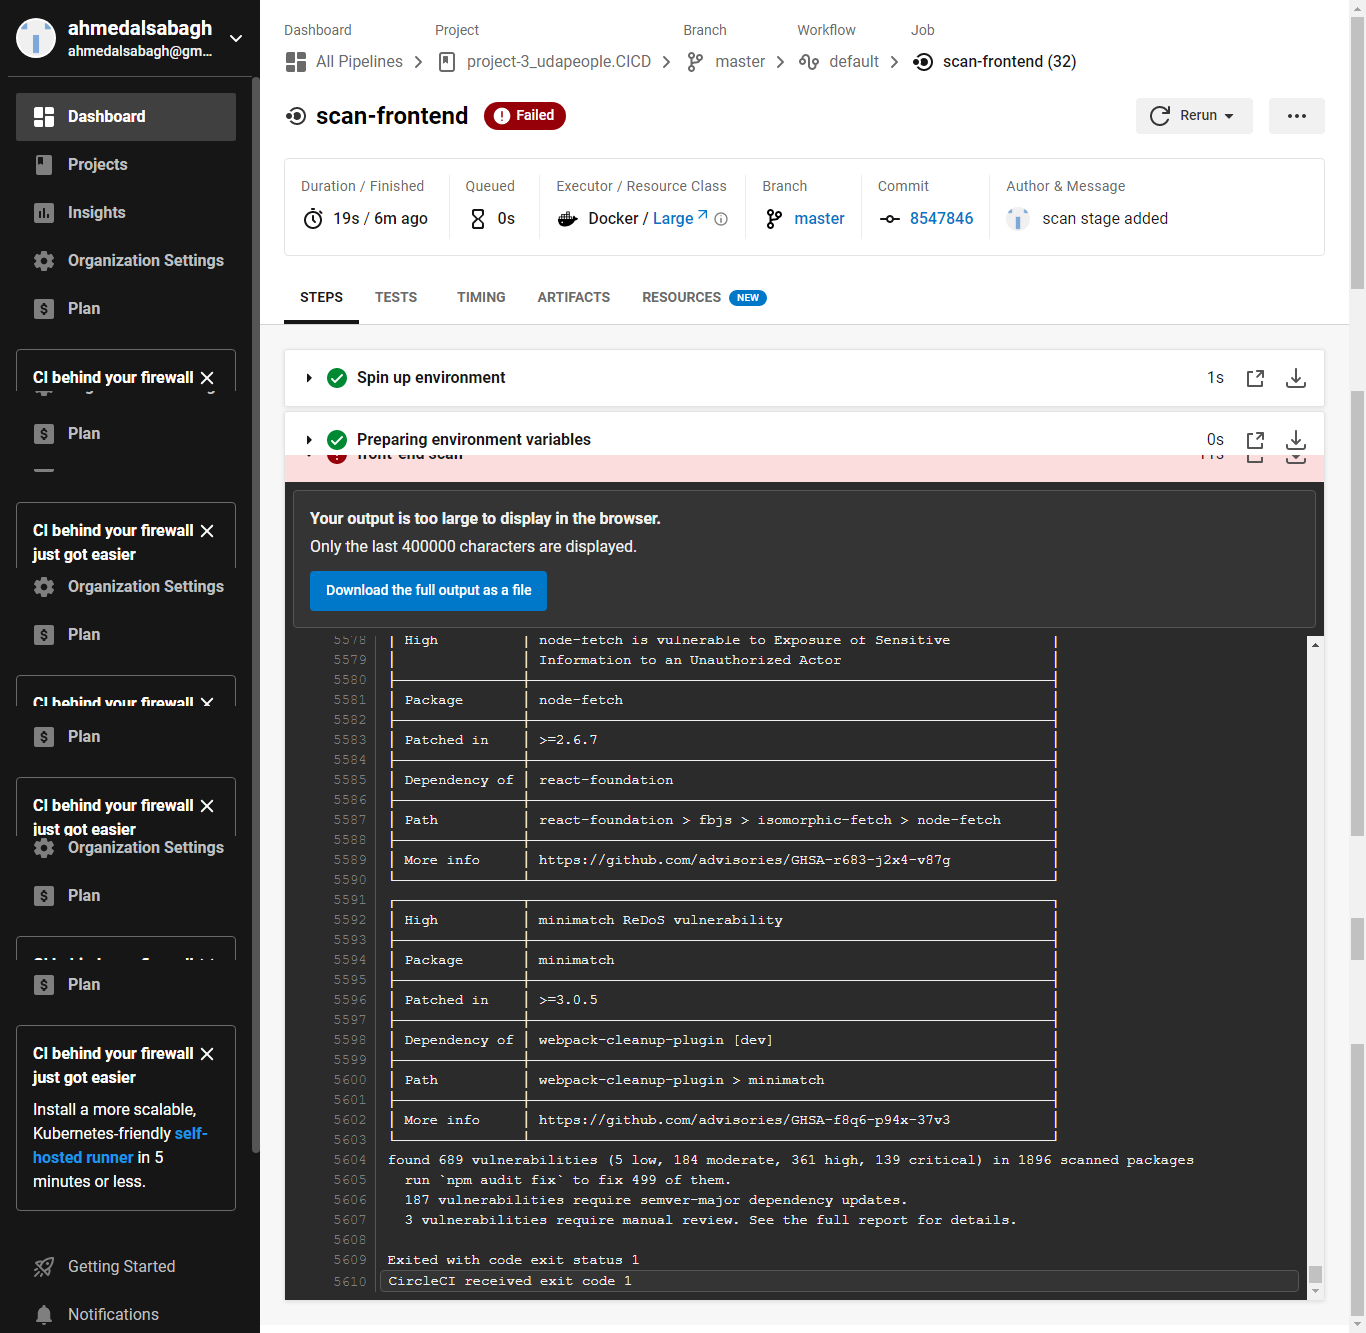 ahmedalsabagh
ahmedalsabagh@gm...
Dashboard
Projects
Insights
Organization Settings
Plan
CI behind your firewall
Plan
CI behind your firewall
just got easier
Organization Settings
Plan
CI behind your firewall
Plan
CI behind your firewall
just got easier
Organization Settings
Plan
Plan
CI behind your firewall
just got easier
Install a more scalable,
Kubernetes-friendly self-
hosted runner in 5
minutes or less.
Getting Started
Notifications
Dashboard Project Branch Workflow Job
All Pipelines project-3_udapeople.CICD master default scan-frontend (32)
scan-frontend Failed Rerun
Duration / Finished Queued Executor / Resource Class Branch Commit Author & Message
19s / 6m ago 0s Docker / Large master 8547846 scan stage added
STEPS TESTS TIMING ARTIFACTS RESOURCES NEW
Spin up environment 1s
Preparing environment variables 0s
front-end scan 11s
Your output is too large to display in the browser.
Only the last 400000 characters are displayed.
Download the full output as a file
5578 High node-fetch is vulnerable to Exposure of Sensitive
5579 Information to an Unauthorized Actor
5580
5581 Package node-fetch
5582
5583 Patched in >=2.6.7
5584
5585 Dependency of react-foundation
5586
5587 Path react-foundation > fbjs > isomorphic-fetch > node-fetch
5588
5589 More info https://github.com/advisories/GHSA-r683-j2x4-v87g
5590
5591
5592 High minimatch ReDoS vulnerability
5593
5594 Package minimatch
5595
5596 Patched in >=3.0.5
5597
5598 Dependency of webpack-cleanup-plugin [dev]
5599
5600 Path webpack-cleanup-plugin > minimatch
5601
5602 More info https://github.com/advisories/GHSA-f8q6-p94x-37v3
5603
5604 found 689 vulnerabilities (5 low, 184 moderate, 361 high, 139 critical) in 1896 scanned packages
5605 run `npm audit fix` to fix 499 of them.
5606 187 vulnerabilities require semver-major dependency updates.
5607 3 vulnerabilities require manual review. See the full report for details.
5608
5609 Exited with code exit status 1
5610 CircleCI received exit code 1